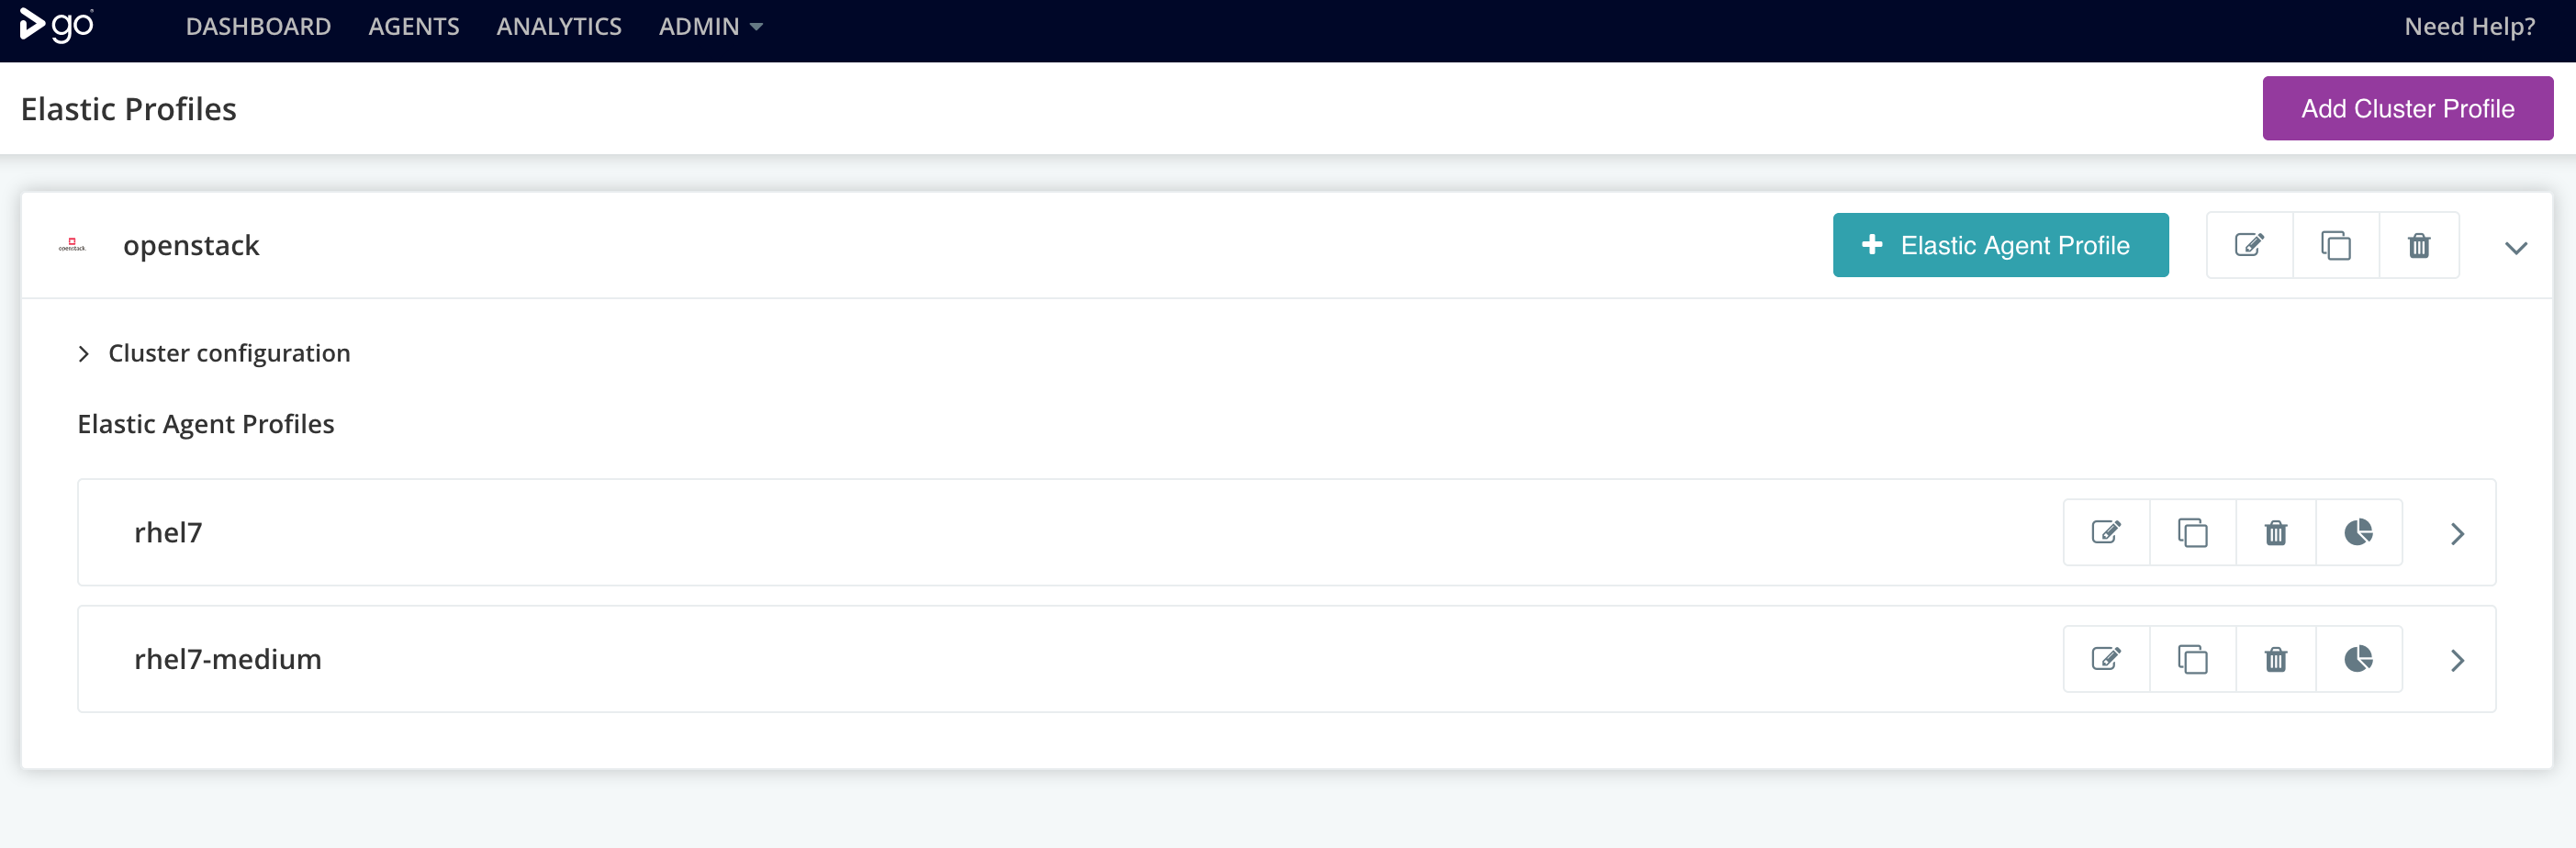 go DASHBOARD AGENTS ANALYTICS ADMIN Need Help?
Elastic Profiles Add Cluster Profile
openstack openstack + Elastic Agent Profile
Cluster configuration
Elastic Agent Profiles
rhel7
rhel7-medium